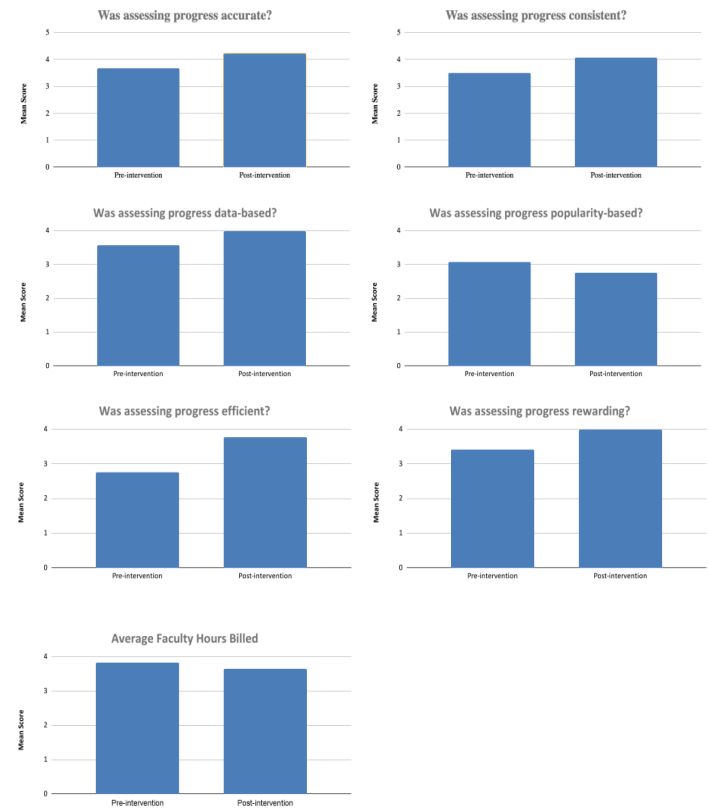 Was assessing progress accurate?
5
4
3
2
1
0
Mean Score
Pre-intervention Post-intervention
Was assessing progress consistent?
5
4
3
2
1
0
Mean Score
Pre-intervention Post-intervention
Was assessing progress data-based?
4
3
2
1
0
Mean Score
Pre-intervention Post-intervention
Was assessing progress popularity-based?
4
3
2
1
0
Mean Score
Pre-intervention Post-intervention
Was assessing progress efficient?
4
3
2
1
0
Mean Score
Pre-intervention Post-intervention
Was assessing progress rewarding?
4
3
2
1
0
Mean Score
Pre-intervention Post-intervention
Average Faculty Hours Billed
4
3
2
1
0
Mean Score
Pre-intervention Post-intervention